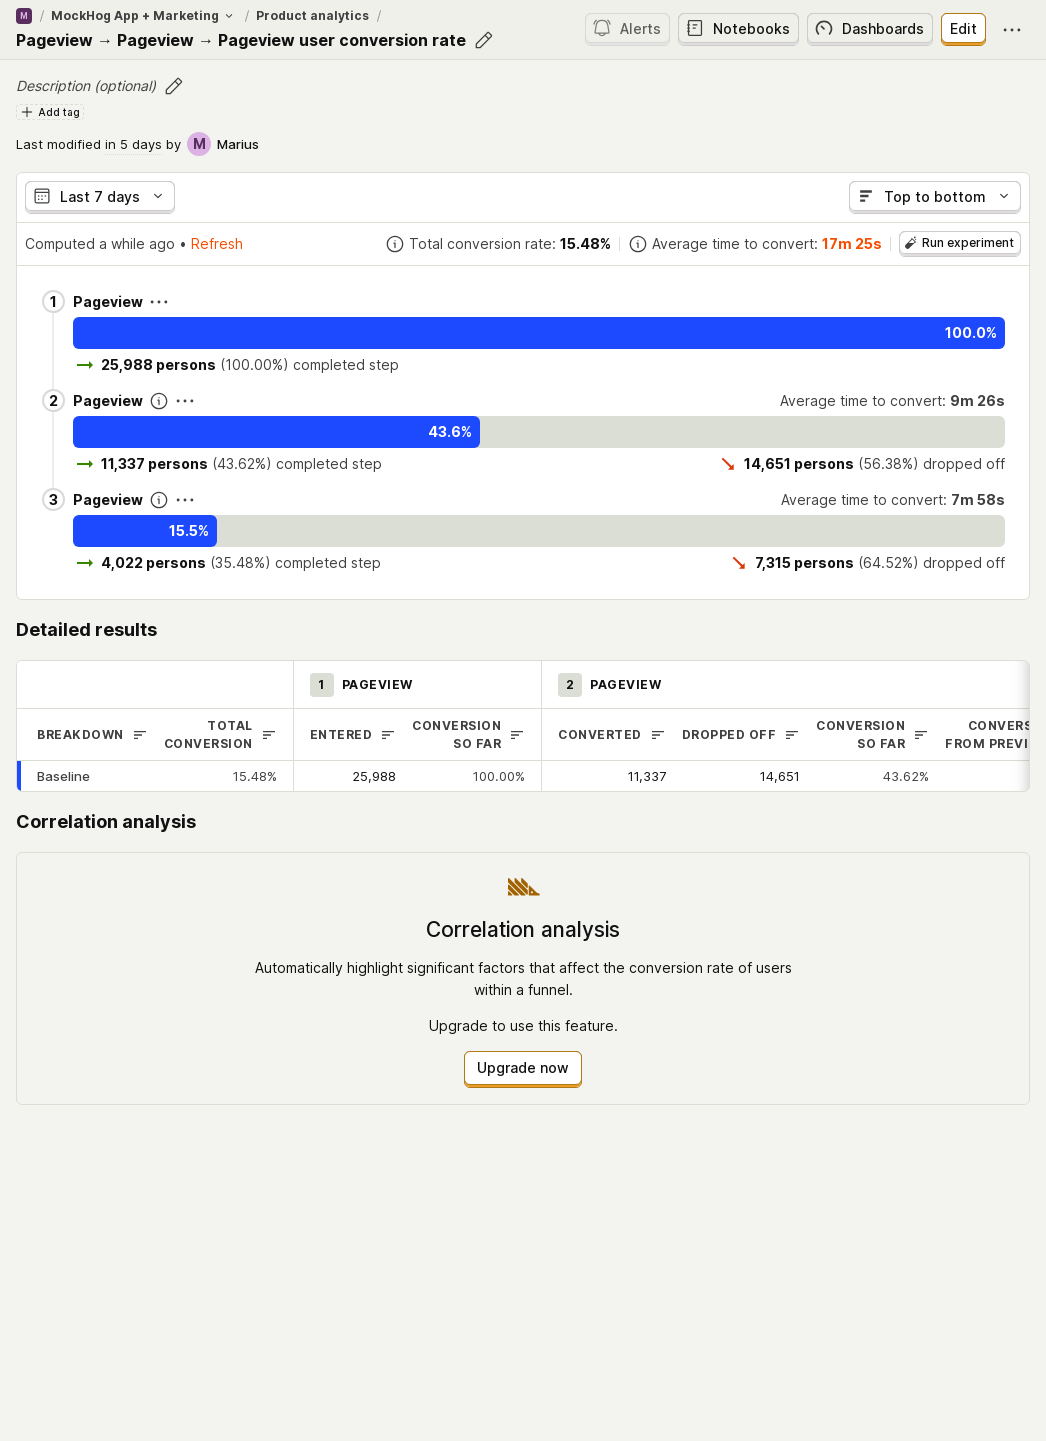 M / MockHog App + Marketing / Product analytics /
Pageview → Pageview → Pageview user conversion rate
Alerts
Notebooks
Dashboards
Edit
Description (optional)
Add tag
Last modified in 5 days by M Marius
Last 7 days
Top to bottom
Computed a while ago • Refresh
Total conversion rate: 15.48%
Average time to convert: 17m 25s
Run experiment
1 Pageview
100.0%
25,988 persons (100.00%) completed step
2 Pageview
Average time to convert: 9m 26s
43.6%
11,337 persons (43.62%) completed step
14,651 persons (56.38%) dropped off
3 Pageview
Average time to convert: 7m 58s
15.5%
4,022 persons (35.48%) completed step
7,315 persons (64.52%) dropped off
Detailed results
1 PAGEVIEW
2 PAGEVIEW
BREAKDOWN
TOTAL
CONVERSION
ENTERED
CONVERSION
SO FAR
CONVERTED
DROPPED OFF
CONVERSION
SO FAR
CONVERS
FROM PREVI
Baseline 15.48% 25,988 100.00% 11,337 14,651 43.62%
Correlation analysis
Correlation analysis
Automatically highlight significant factors that affect the conversion rate of users
within a funnel.
Upgrade to use this feature.
Upgrade now